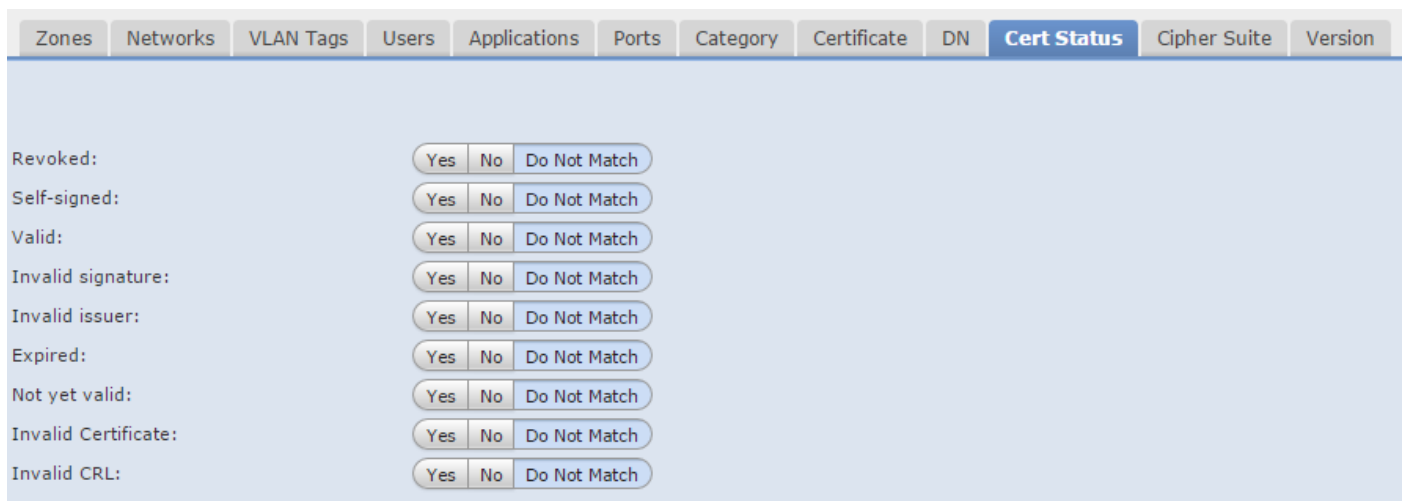 Zones Networks VLAN Tags Users Applications Ports Category Certificate DN Cert Status Cipher Suite Version
Revoked: Yes No Do Not Match
Self-signed: Yes No Do Not Match
Valid: Yes No Do Not Match
Invalid signature: Yes No Do Not Match
Invalid issuer: Yes No Do Not Match
Expired: Yes No Do Not Match
Not yet valid: Yes No Do Not Match
Invalid Certificate: Yes No Do Not Match
Invalid CRL: Yes No Do Not Match